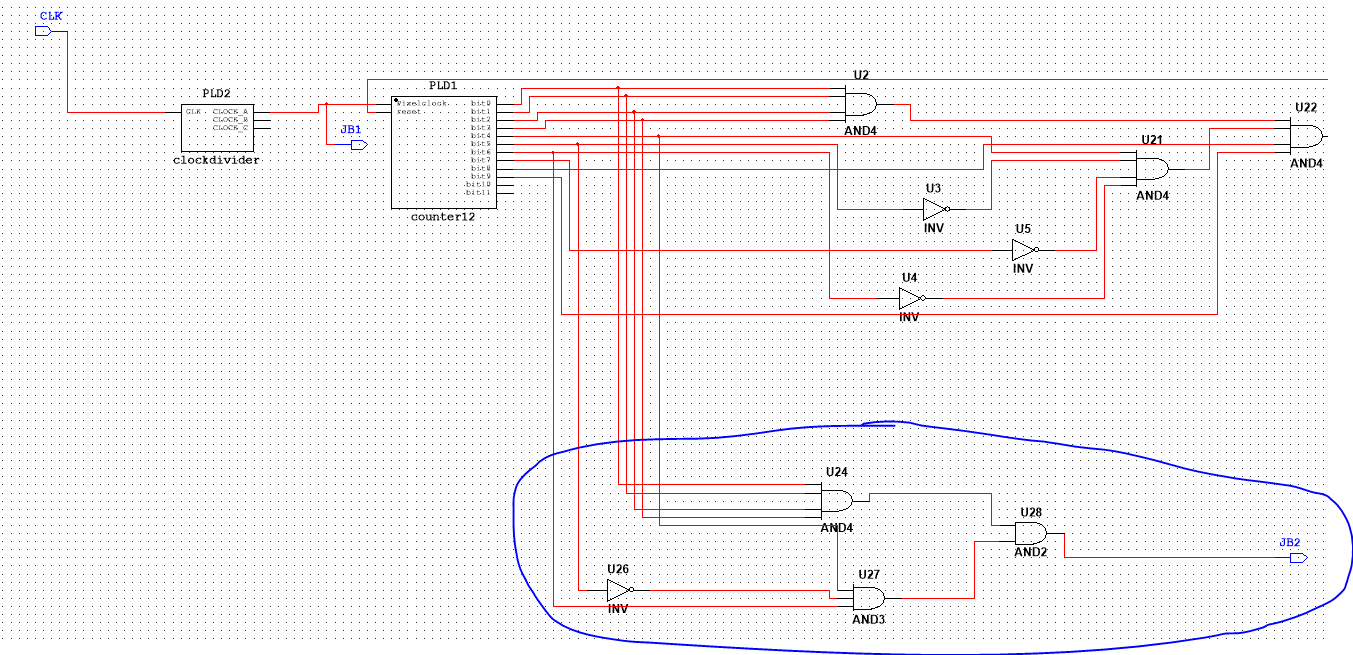 CLK
PLD2
CLK CLOCK_A
CLOCK_B
CLOCK_C
clockdivider
JB1
PLD1
Vixelclock. bit0
reset bit1
bit2
bit3
bit4
bit5
bit6
bit7
bit8
bit9
bit10
bit11
counter12
U2
AND4
U22
AND4
U21
AND4
U3
INV
U5
INV
U4
INV
U24
AND4
U28
AND2
JB2
U26
INV
U27
AND3